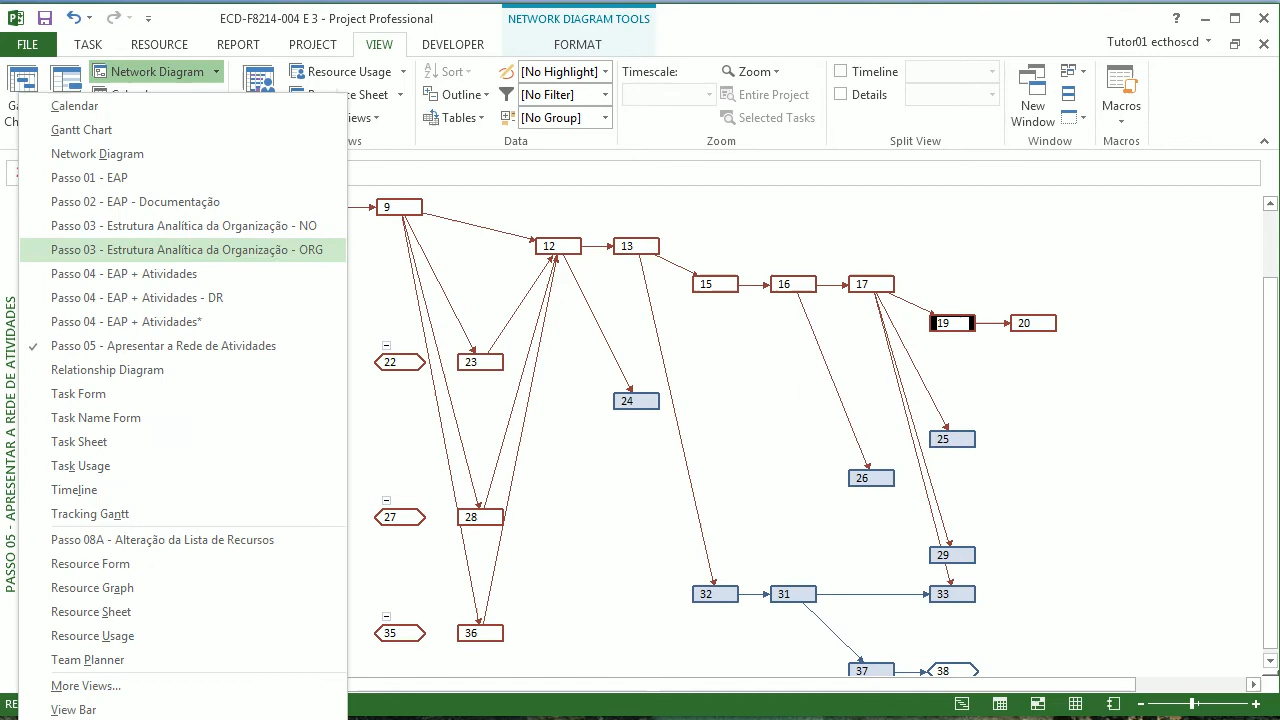 ECD-F8214-004 E 3 - Project Professional
NETWORK DIAGRAM TOOLS
?
FILE TASK RESOURCE REPORT PROJECT VIEW DEVELOPER FORMAT
Tutor01 ecthoscd
Network Diagram
Resource Usage
Sort
[No Highlight]
Timescale:
Zoom
Timeline
Outline
[No Filter]
Entire Project
Details
New Window
Macros
Tables
[No Group]
Selected Tasks
Data
Zoom
Split View
Window
Macros
Calendar
Gantt Chart
Network Diagram
Passo 01 - EAP
Passo 02 - EAP - Documentação
Passo 03 - Estrutura Analítica da Organização - NO
Passo 03 - Estrutura Analítica da Organização - ORG
Passo 04 - EAP + Atividades
Passo 04 - EAP + Atividades - DR
Passo 04 - EAP + Atividades*
Passo 05 - Apresentar a Rede de Atividades
Relationship Diagram
Task Form
Task Name Form
Task Sheet
Task Usage
Timeline
Tracking Gantt
Passo 08A - Alteração da Lista de Recursos
Resource Form
Resource Graph
Resource Sheet
Resource Usage
Team Planner
More Views...
View Bar
PASSO 05 - APRESENTAR A REDE DE ATIVIDADES
9
12
13
15
16
17
19
20
22
23
24
25
26
27
28
29
32
31
33
35
36
37
38